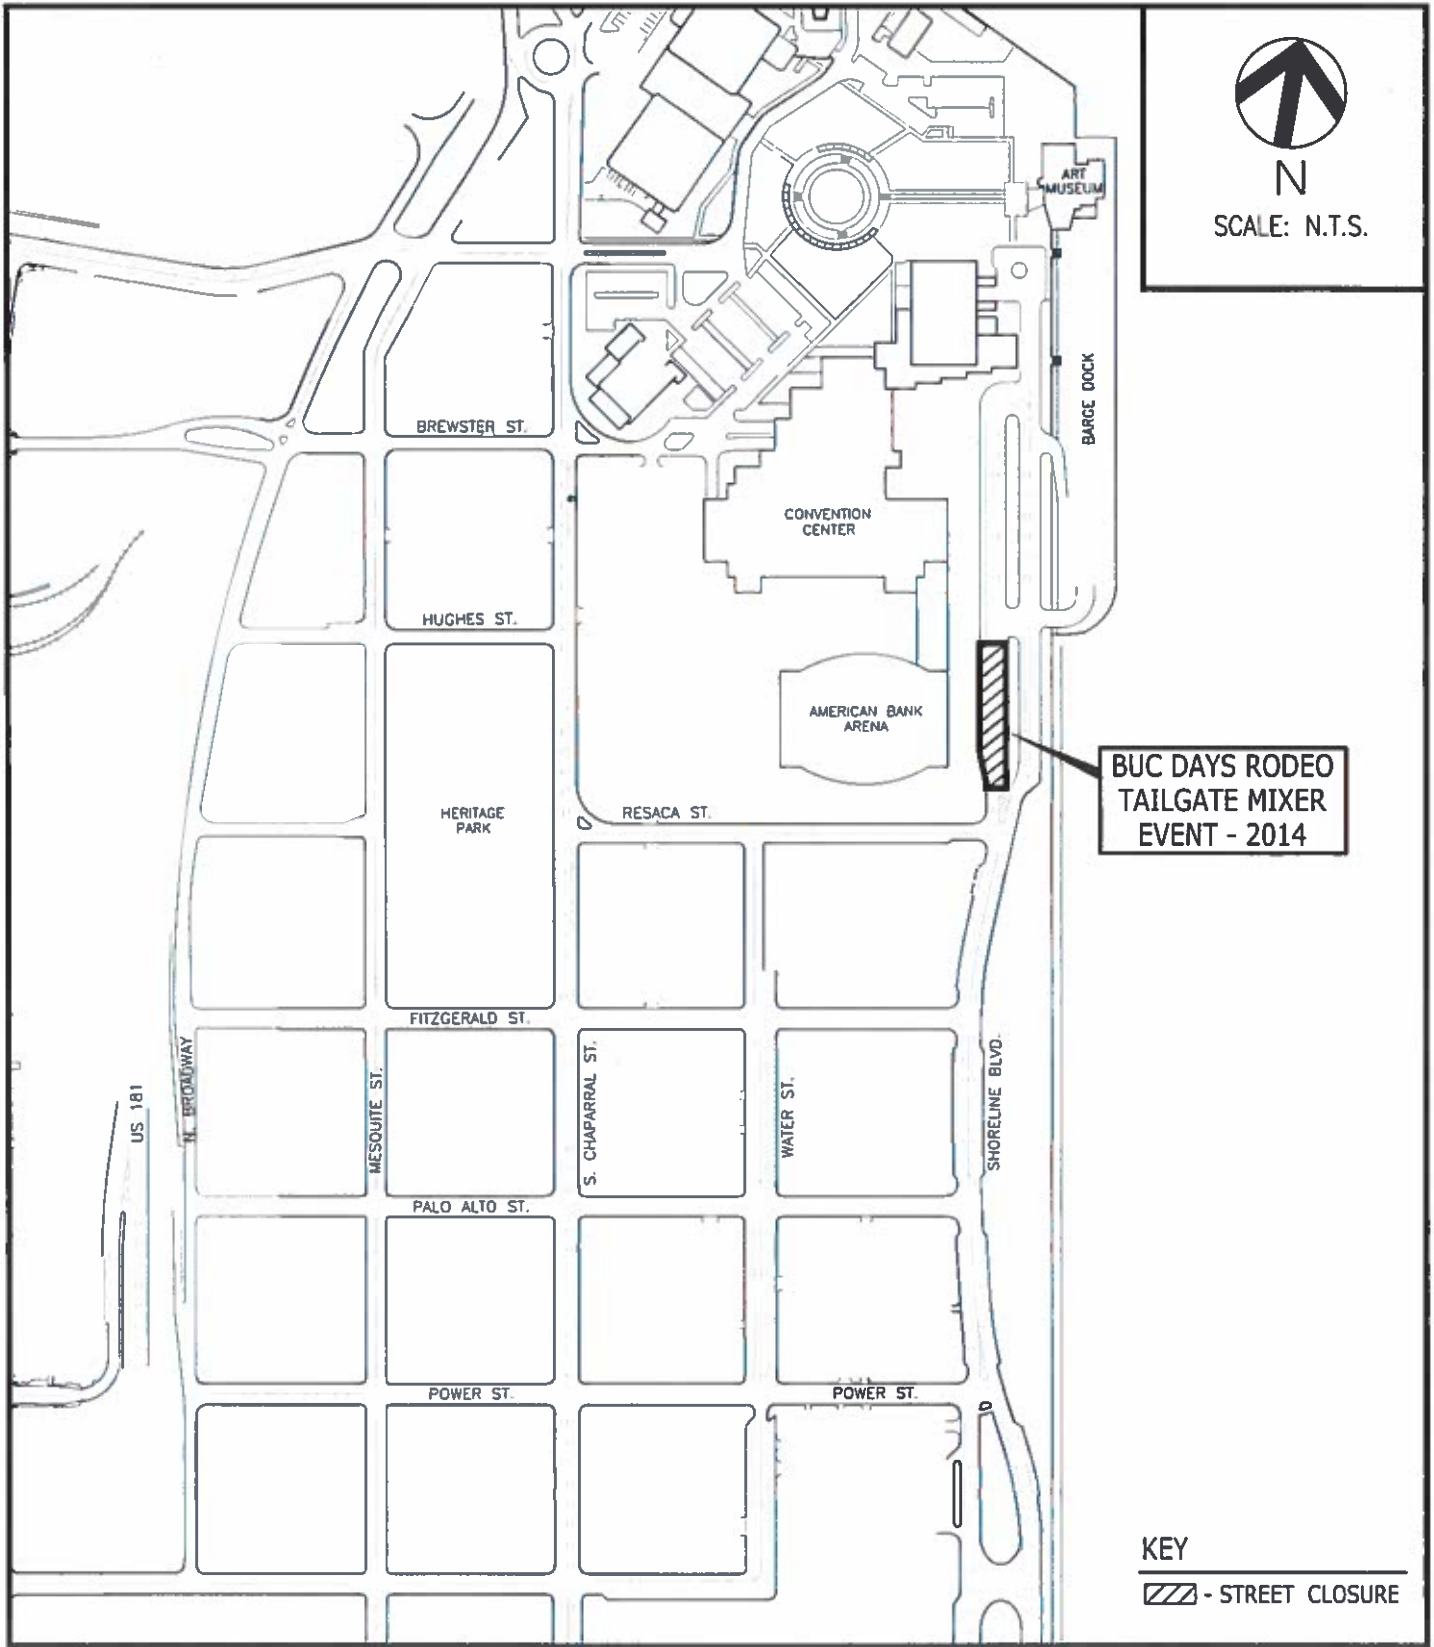 N
SCALE: N.T.S.
ART
MUSEUM
BARGE DOCK
BREWSTER ST.
CONVENTION
CENTER
HUGHES ST.
AMERICAN BANK
ARENA
BUC DAYS RODEO
TAILGATE MIXER
EVENT - 2014
HERITAGE
PARK
RESACA ST.
FITZGERALD ST.
US 181
N. BROADWAY
MESQUITE ST.
S. CHAPARRAL ST.
WATER ST.
SHORELINE BLVD.
PALO ALTO ST.
POWER ST.
POWER ST.
KEY
- STREET CLOSURE